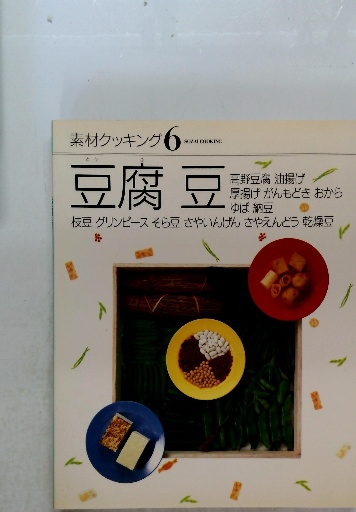 素材クッキング6 SOZAI COOKING
豆腐 豆
高野豆腐 油揚げ
厚揚げ がんもどき おから
ゆば 納豆
枝豆 グリンピース そら豆 さやいんげん さやえんどう 乾燥豆